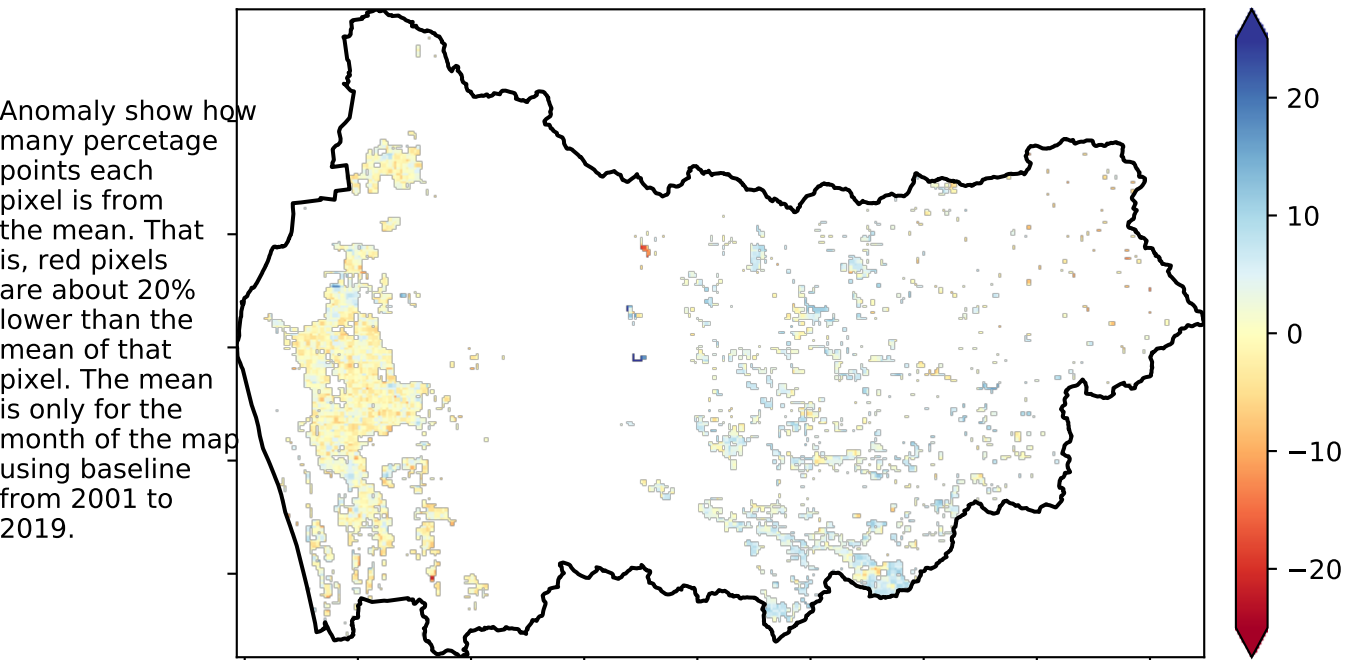 Anomaly show how
many percetage
points each
pixel is from
the mean. That
is, red pixels
are about 20%
lower than the
mean of that
pixel. The mean
is only for the
month of the map
using baseline
from 2001 to
2019.
20
10
0
−10
−20